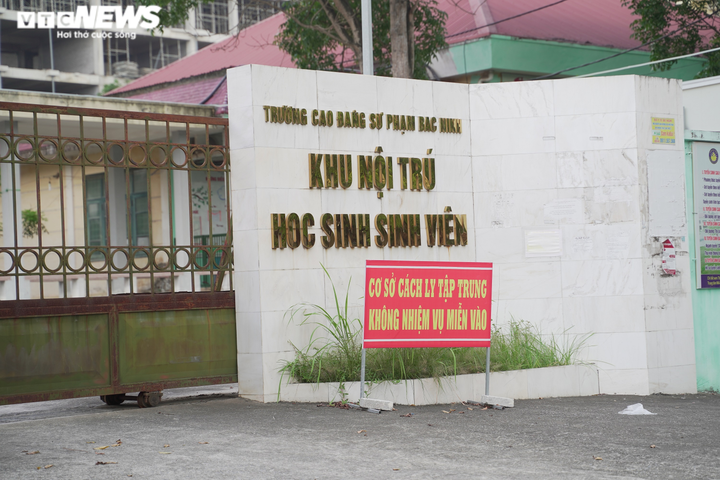 VTC NEWS
Hơi thở cuộc sống
TRƯỜNG CAO ĐẲNG SƯ PHẠM BẮC NINH
KHU NỘI TRÚ
HỌC SINH SINH VIÊN
CƠ SỞ CÁCH LY TẬP TRUNG
KHÔNG NHIỆM VỤ MIỄN VÀO